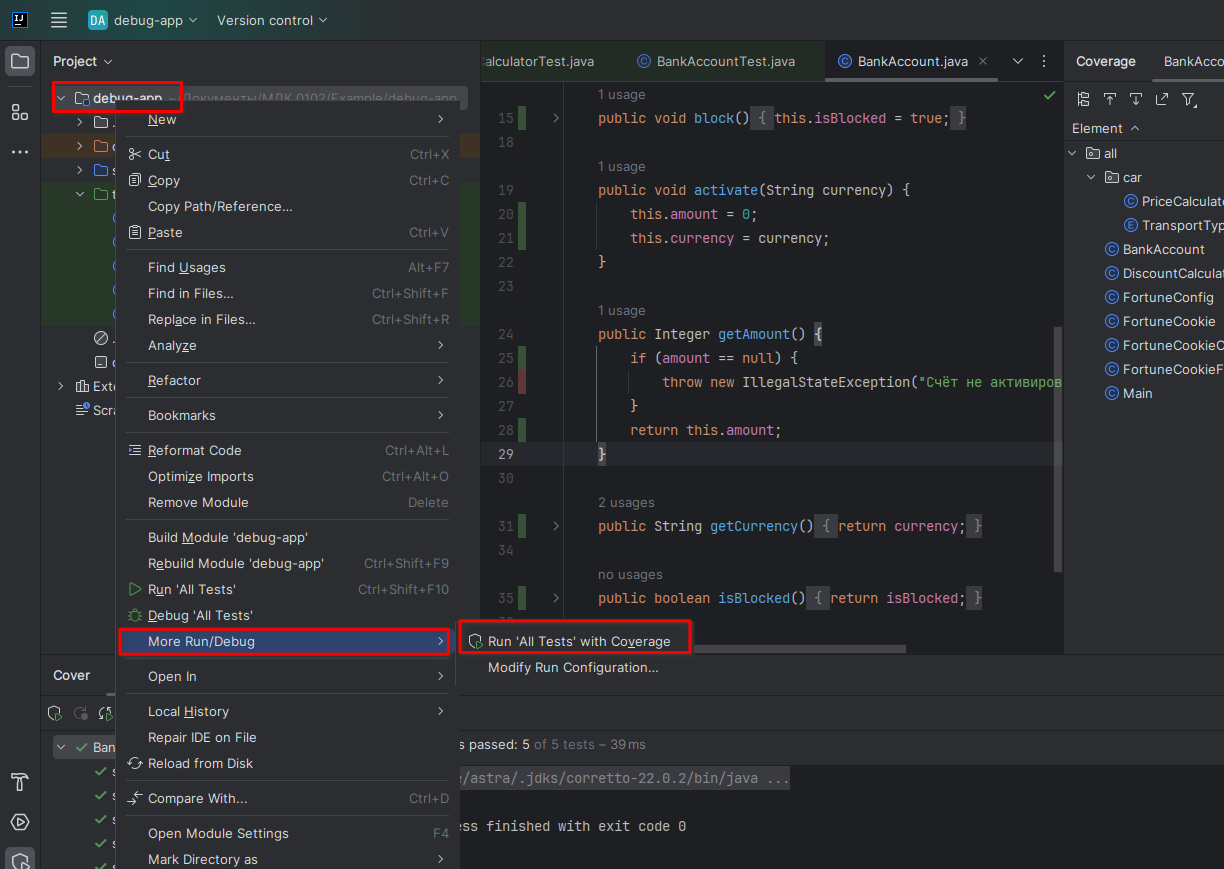 IJ
DA debug-app Version control
Project
debug-app ~/Документы/МДК 0102/Example/debug-app
New
Cut Ctrl+X
Copy Ctrl+C
Copy Path/Reference...
Paste Ctrl+V
Find Usages Alt+F7
Find in Files... Ctrl+Shift+F
Replace in Files... Ctrl+Shift+R
Analyze
Refactor
Bookmarks
Reformat Code Ctrl+Alt+L
Optimize Imports Ctrl+Alt+O
Remove Module Delete
Build Module 'debug-app'
Rebuild Module 'debug-app' Ctrl+Shift+F9
Run 'All Tests' Ctrl+Shift+F10
Debug 'All Tests'
More Run/Debug
Open In
Local History
Repair IDE on File
Reload from Disk
Compare With... Ctrl+D
Open Module Settings F4
Mark Directory as
Run 'All Tests' with Coverage
Modify Run Configuration...
Exte
Scra
Cover
Ban
alculatorTest.java BankAccountTest.java BankAccount.java
1 usage
15 public void block() { this.isBlocked = true; }
18
1 usage
19 public void activate(String currency) {
20 this.amount = 0;
21 this.currency = currency;
22 }
23
1 usage
24 public Integer getAmount() {
25 if (amount == null) {
26 throw new IllegalStateException("Счёт не активиров
27 }
28 return this.amount;
29 }
30
2 usages
31 public String getCurrency() { return currency; }
34
no usages
35 public boolean isBlocked() { return isBlocked; }
s passed: 5 of 5 tests – 39 ms
e/astra/.jdks/corretto-22.0.2/bin/java ...
ess finished with exit code 0
Coverage BankAcco
Element
all
car
PriceCalculato
TransportTyp
BankAccount
DiscountCalculat
FortuneConfig
FortuneCookie
FortuneCookieC
FortuneCookieF
Main